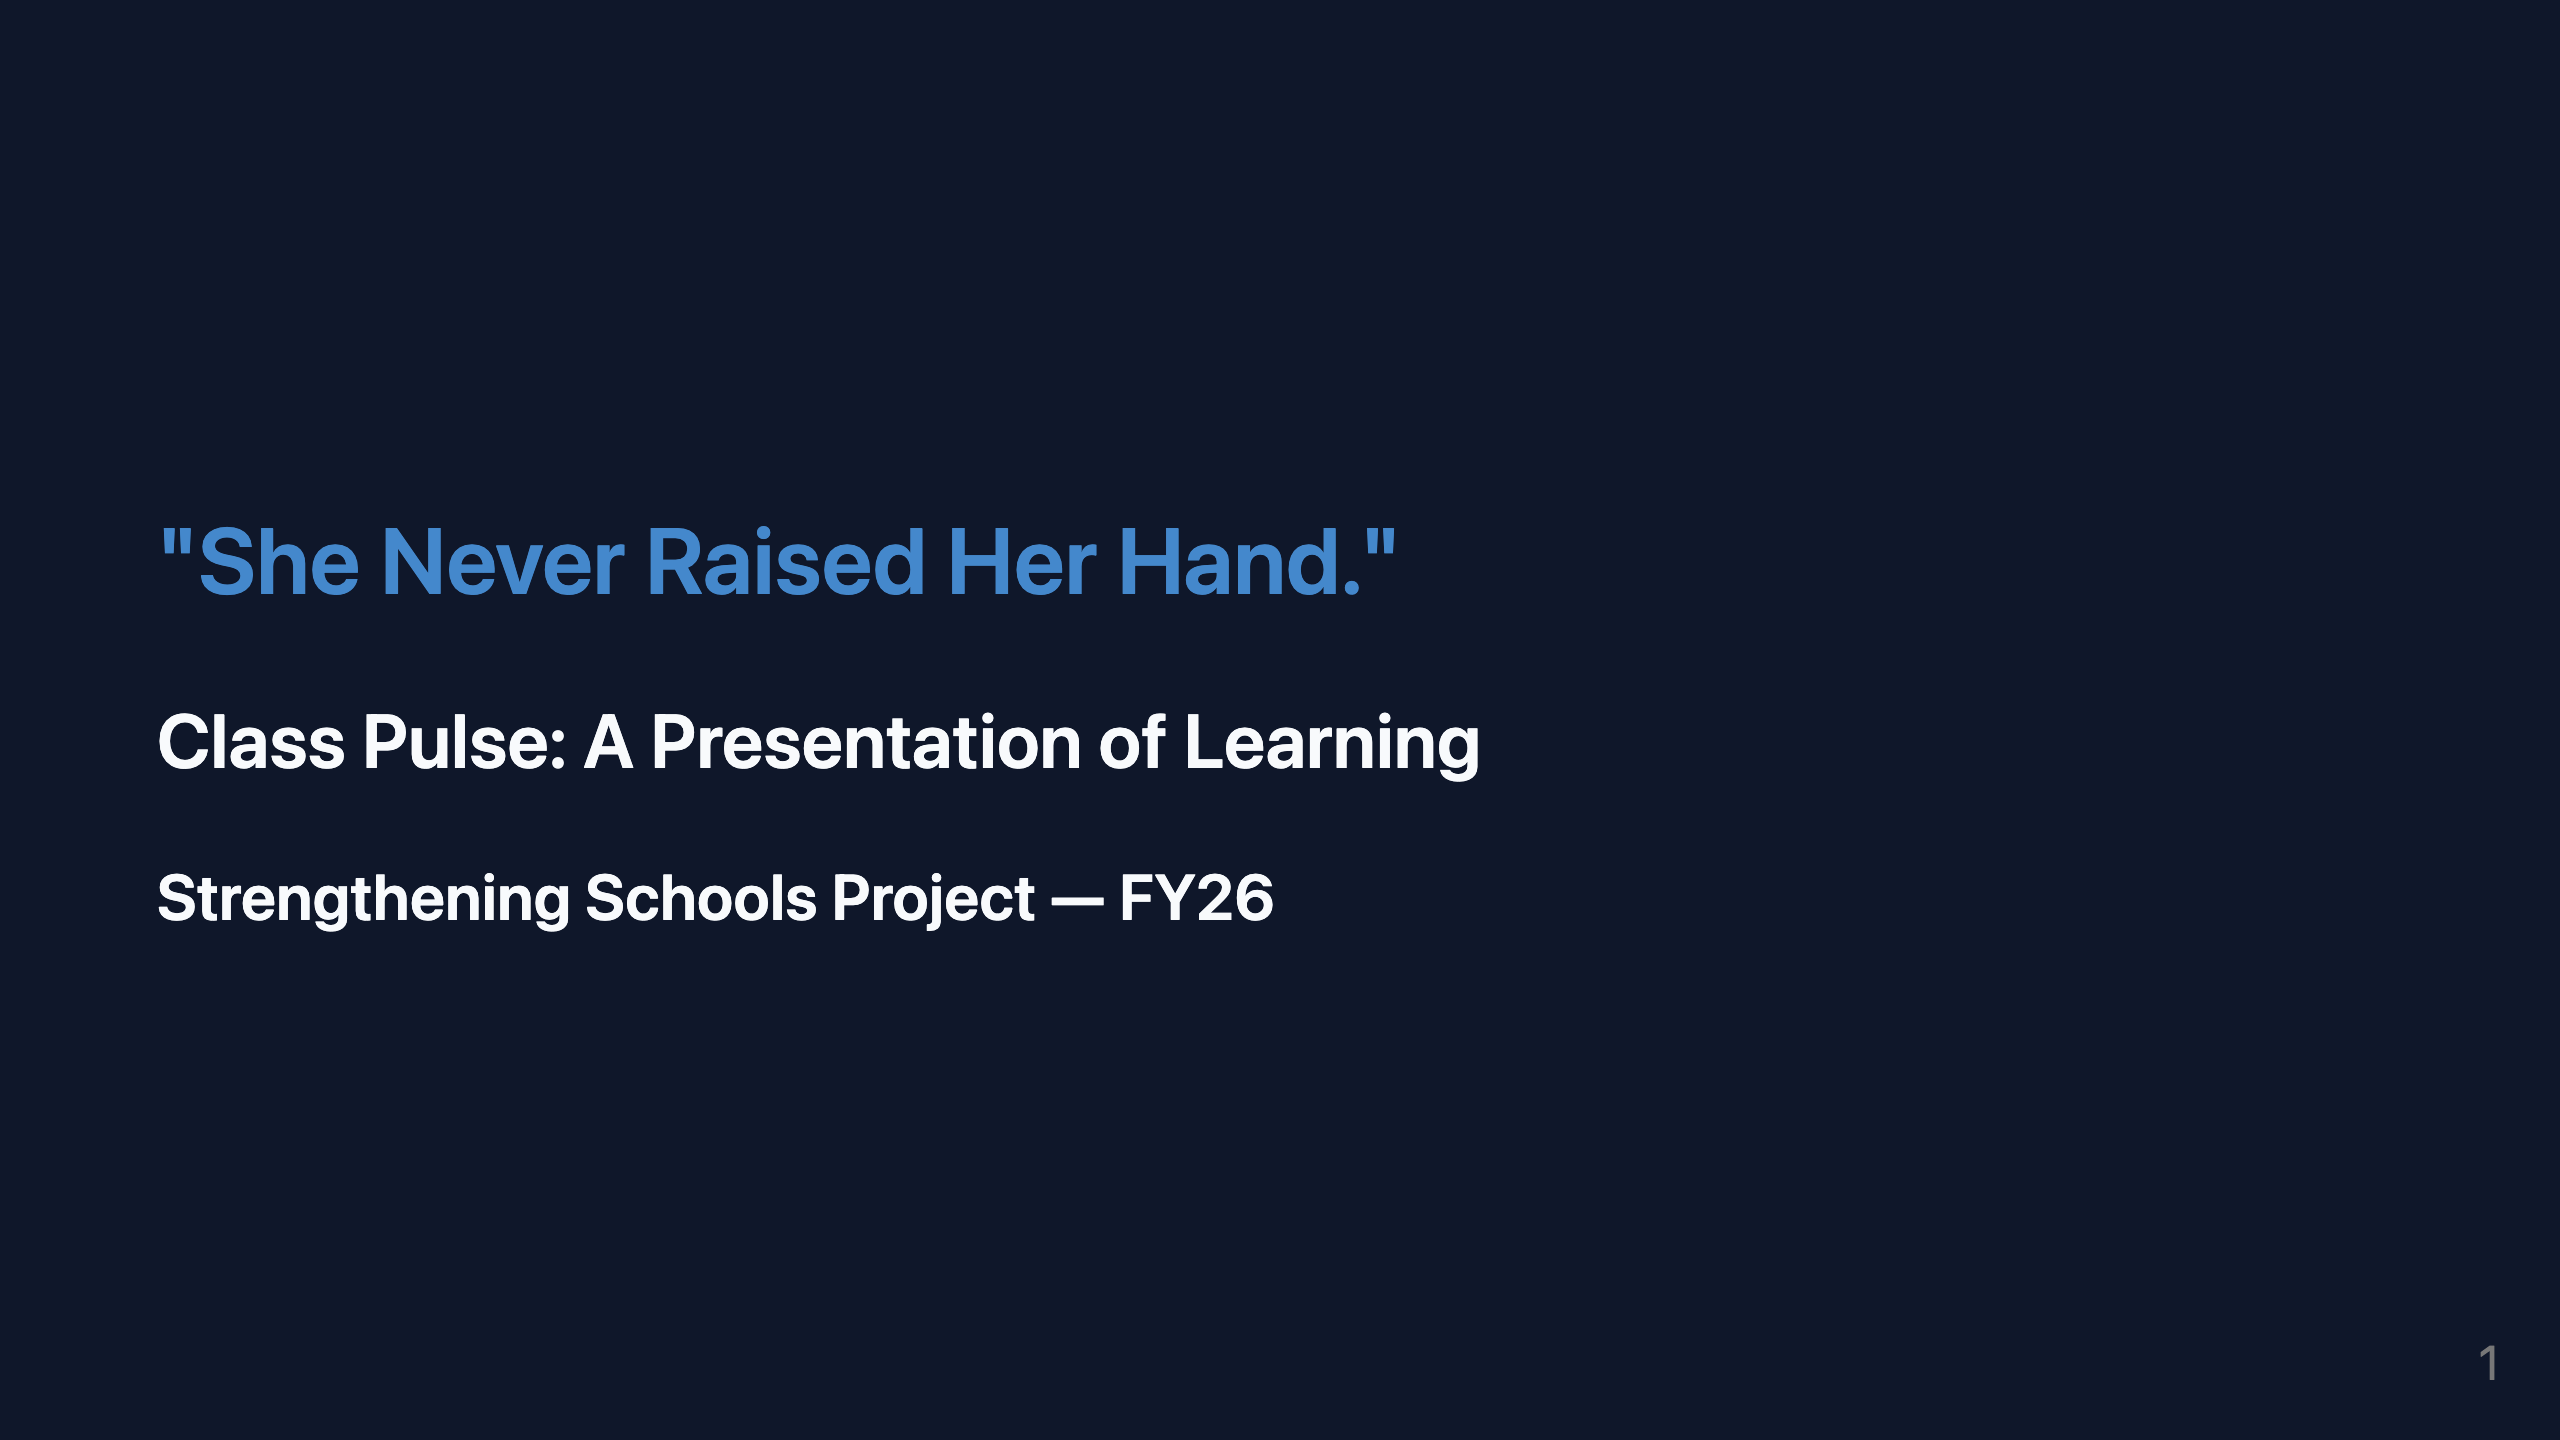 "She Never Raised Her Hand."
Class Pulse: A Presentation of Learning
Strengthening Schools Project — FY26
1